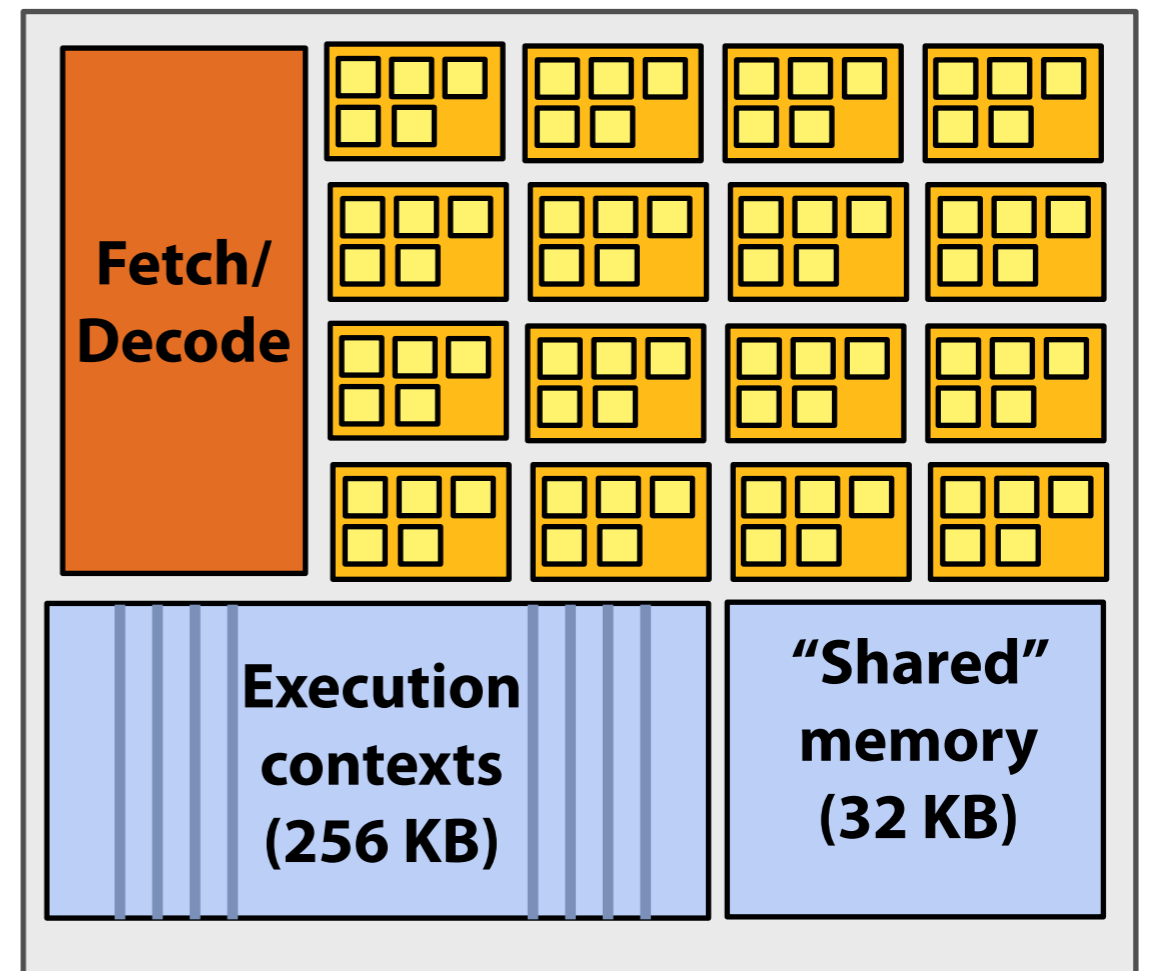 Fetch/
Decode
Execution
contexts
(256 KB)
“Shared”
memory
(32 KB)